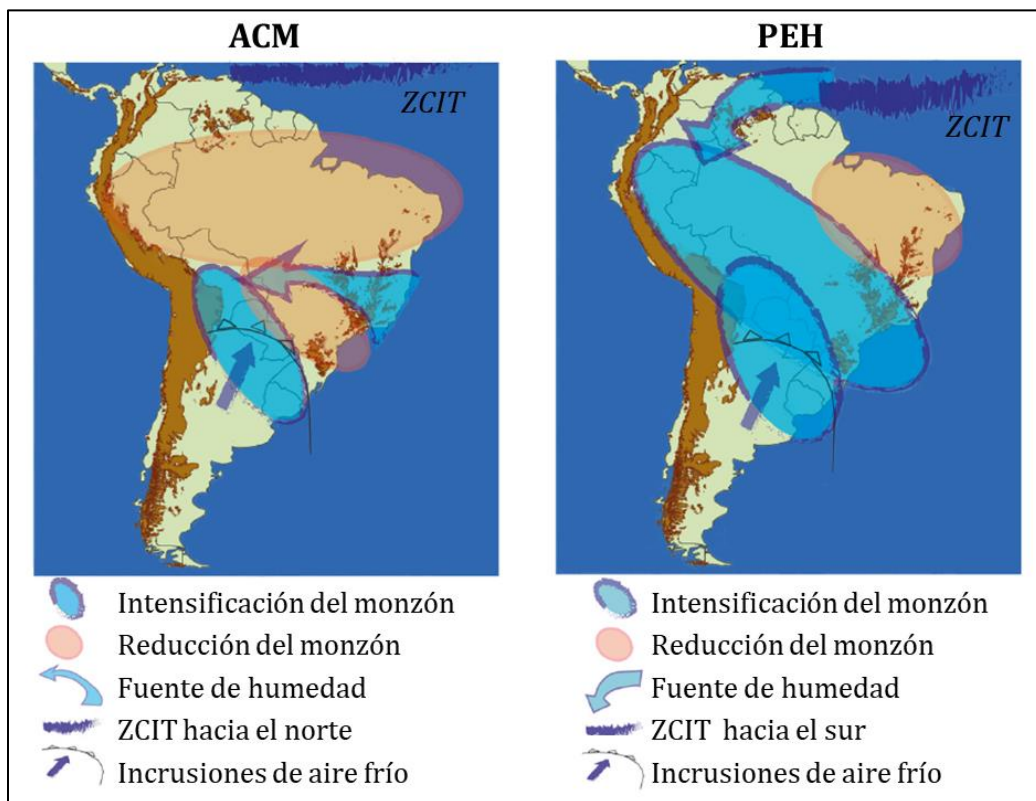 ACM
PEH
ZCIT
ZCIT
Intensificación del monzón
Reducción del monzón
Fuente de humedad
ZCIT hacia el norte
Incrusiones de aire frío
Intensificación del monzón
Reducción del monzón
Fuente de humedad
ZCIT hacia el sur
Incrusiones de aire frío